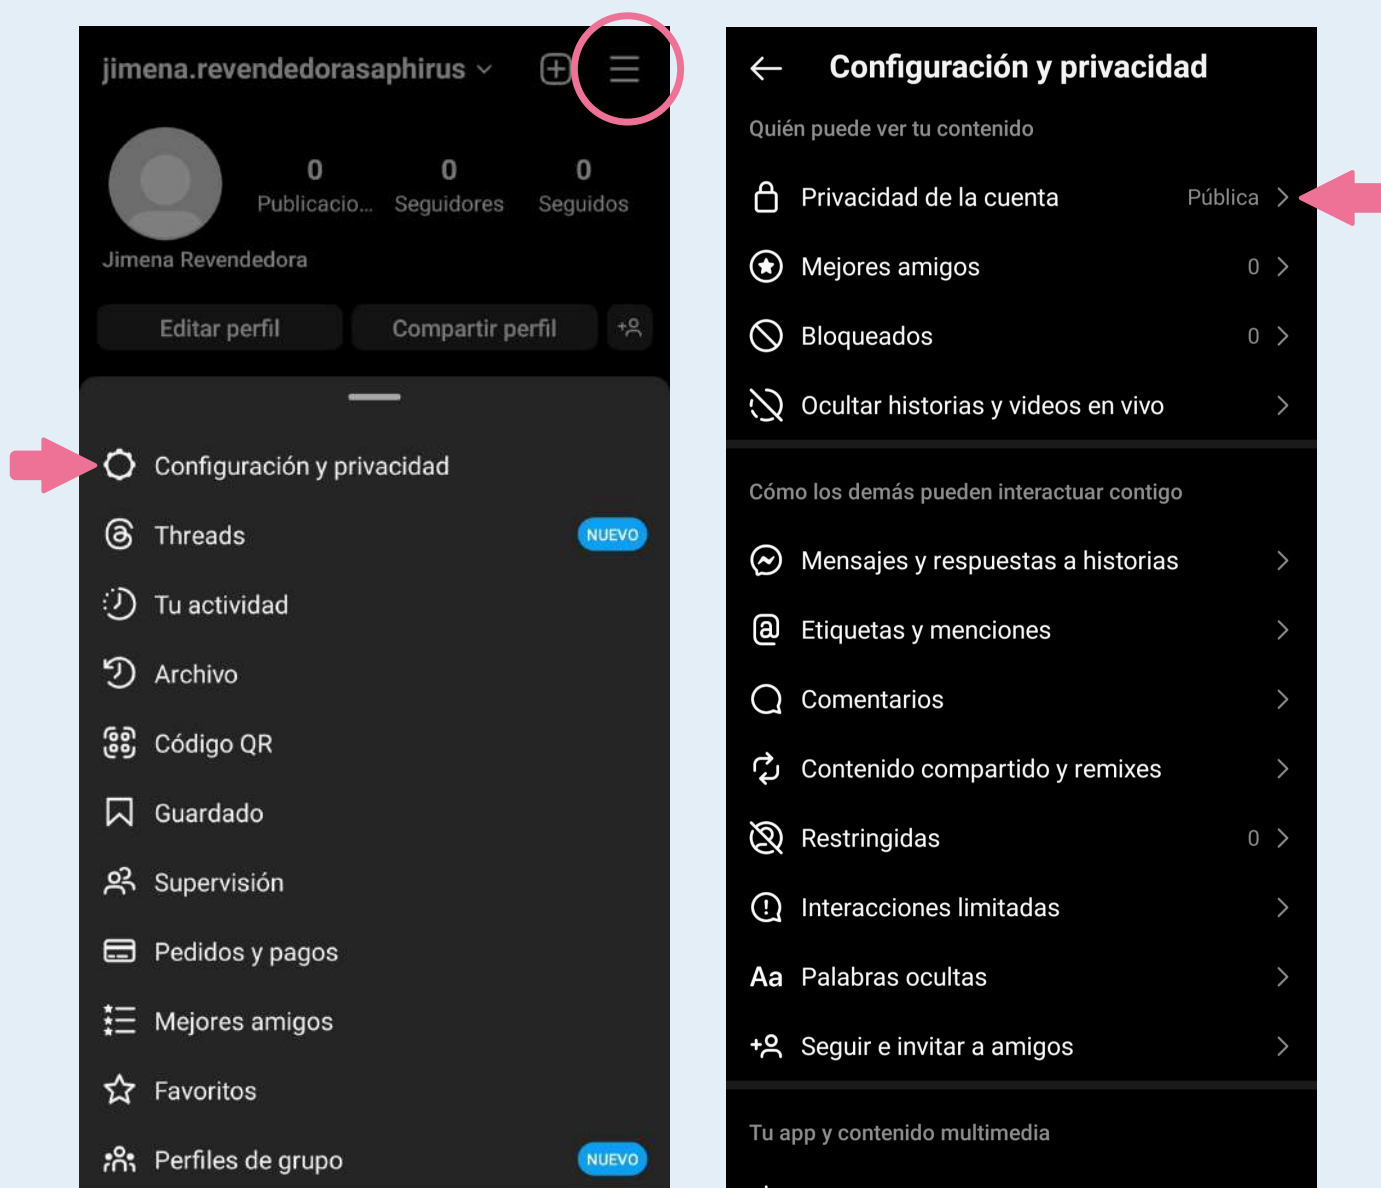 jimena.revendedorasaphirus
0 0 0
Publicacio... Seguidores Seguidos
Jimena Revendedora
Editar perfil Compartir perfil
Configuración y privacidad
Threads NUEVO
Tu actividad
Archivo
Código QR
Guardado
Supervisión
Pedidos y pagos
Mejores amigos
Favoritos
Perfiles de grupo NUEVO
Configuración y privacidad
Quién puede ver tu contenido
Privacidad de la cuenta Pública
Mejores amigos 0
Bloqueados 0
Ocultar historias y videos en vivo
Cómo los demás pueden interactuar contigo
Mensajes y respuestas a historias
Etiquetas y menciones
Comentarios
Contenido compartido y remixes
Restringidas 0
Interacciones limitadas
Aa Palabras ocultas
Seguir e invitar a amigos
Tu app y contenido multimedia